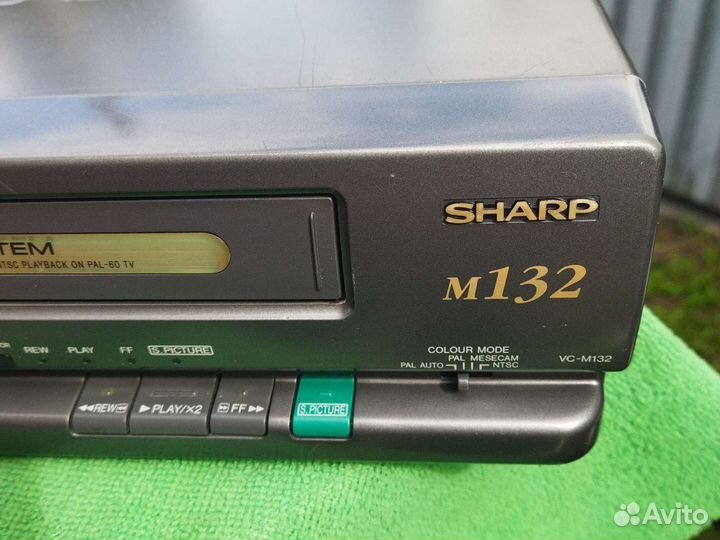 SHARP
TEM
NTSC PLAYBACK ON PAL-60 TV
M132
REW PLAY FF S.PICTURE
COLOUR MODE
PAL MESECAM
PAL AUTO NTSC
VC-M132
◀◀REW
▶PLAY/X2
FF▶▶
S.PICTURE
Avito